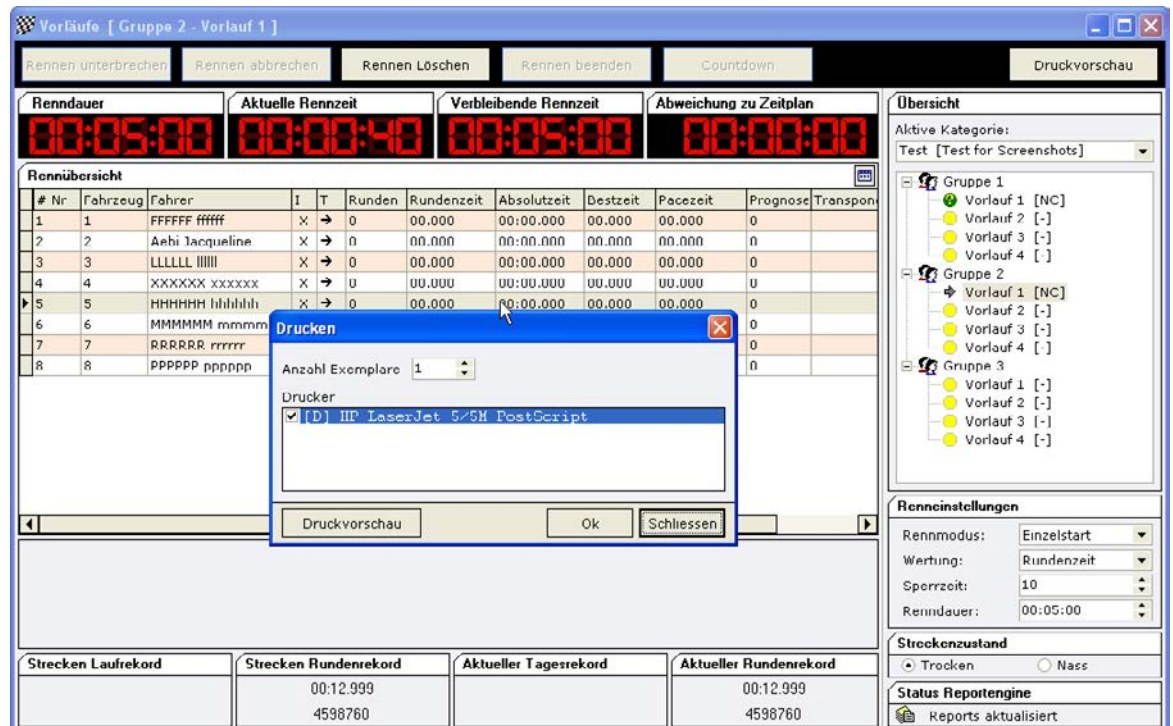 Vorläufe [ Gruppe 2 - Vorlauf 1 ]
Rennen unterbrechen Rennen abbrechen Rennen Löschen Rennen beenden Countdown Druckvorschau
Renndauer Aktuelle Rennzeit Verbleibende Rennzeit Abweichung zu Zeitplan
00:05:00 00:00:40 00:05:00 00:00:00
Rennübersicht
# Nr Fahrzeug Fahrer I T Runden Rundenzeit Absolutzeit Bestzeit Pacezeit Prognose Transpon
1 1 FFFFFF ffffff X → 0 00.000 00:00.000 00.000 00.000 0
2 2 Aebi Jacqueline X → 0 00.000 00:00.000 00.000 00.000 0
3 3 LLLLLL llllll X → 0 00.000 00:00.000 00.000 00.000 0
4 4 XXXXXX xxxxxx X → 0 00.000 00:00.000 00.000 00.000 0
5 5 HHHHHH hhhhhh X → 0 00.000 00:00.000 00.000 00.000 0
6 6 MMMMMM mmmm 0
7 7 RRRRRR rrrrrr 0
8 8 PPPPPP pppppp 0
Drucken
Anzahl Exemplare 1
Drucker
[D] HP LaserJet 5/5M PostScript
Druckvorschau Ok Schliessen
Strecken Laufrekord Strecken Rundenrekord Aktueller Tagesrekord Aktueller Rundenrekord
00:12.999 00:12.999
4598760 4598760
Übersicht
Aktive Kategorie:
Test [Test for Screenshots]
Gruppe 1
Vorlauf 1 [NC]
Vorlauf 2 [-]
Vorlauf 3 [-]
Vorlauf 4 [-]
Gruppe 2
Vorlauf 1 [NC]
Vorlauf 2 [-]
Vorlauf 3 [-]
Vorlauf 4 [-]
Gruppe 3
Vorlauf 1 [-]
Vorlauf 2 [-]
Vorlauf 3 [-]
Vorlauf 4 [-]
Renneinstellungen
Rennmodus: Einzelstart
Wertung: Rundenzeit
Sperrzeit: 10
Renndauer: 00:05:00
Streckenzustand
Trocken Nass
Status Reportengine
Reports aktualisiert